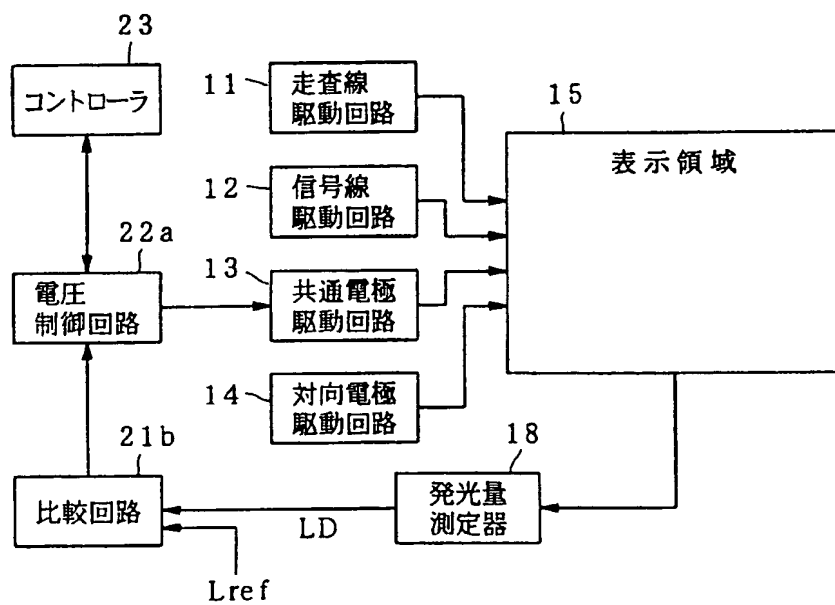 23
コントローラ
11
走査線
駆動回路
15
表示領域
12
信号線
駆動回路
22a
電圧
制御回路
13
共通電極
駆動回路
14
対向電極
駆動回路
21b
比較回路
18
発光量
測定器
LD
Lref